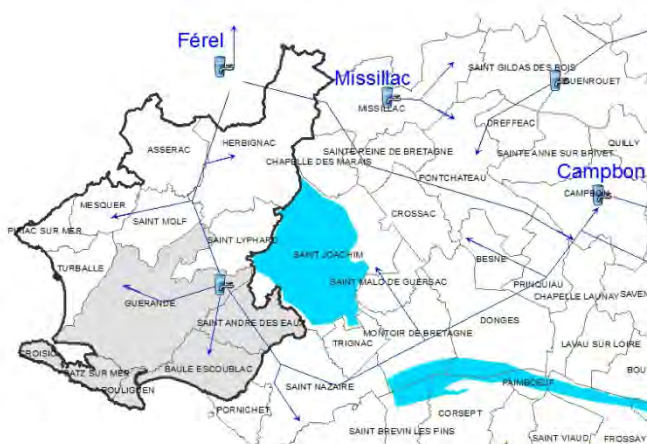 Férel
Missillac
SAINT GILDAS DES BOIS
GUENROUET
MISSILLAC
DREFFEAC
HERBIGNAC
ASSERAC
SAINTE REINE DE BRETAGNE
SAINTE ANNE SUR BRIVET
QUILLY
CHAPELLE DES MARAIS
PONTCHATEAU
Campbon
CAMPBON
MESQUER
SAINT MOLF
CROSSAC
PIRIAC SUR MER
SAINT LYPHARD
SAINT JOACHIM
BESNE
TURBALLE
SAINT MALO DE GUERSAC
PRINQUIAU
CHAPELLE LAUNAY
SAVEN
GUERANDE
SAINT ANDRE DES EAUX
DONGES
MONTOIR DE BRETAGNE
TRIGNAC
LAVAU SUR LOIRE
CROISIC
BATZ SUR MER
BAULE ESCOUBLAC
BOU
PAIMBOEUF
POULIGUEN
SAINT NAZAIRE
PORNICHET
CORSEPT
SAINT BREVIN LES PINS
SAINT VIAUD
FROSSAY